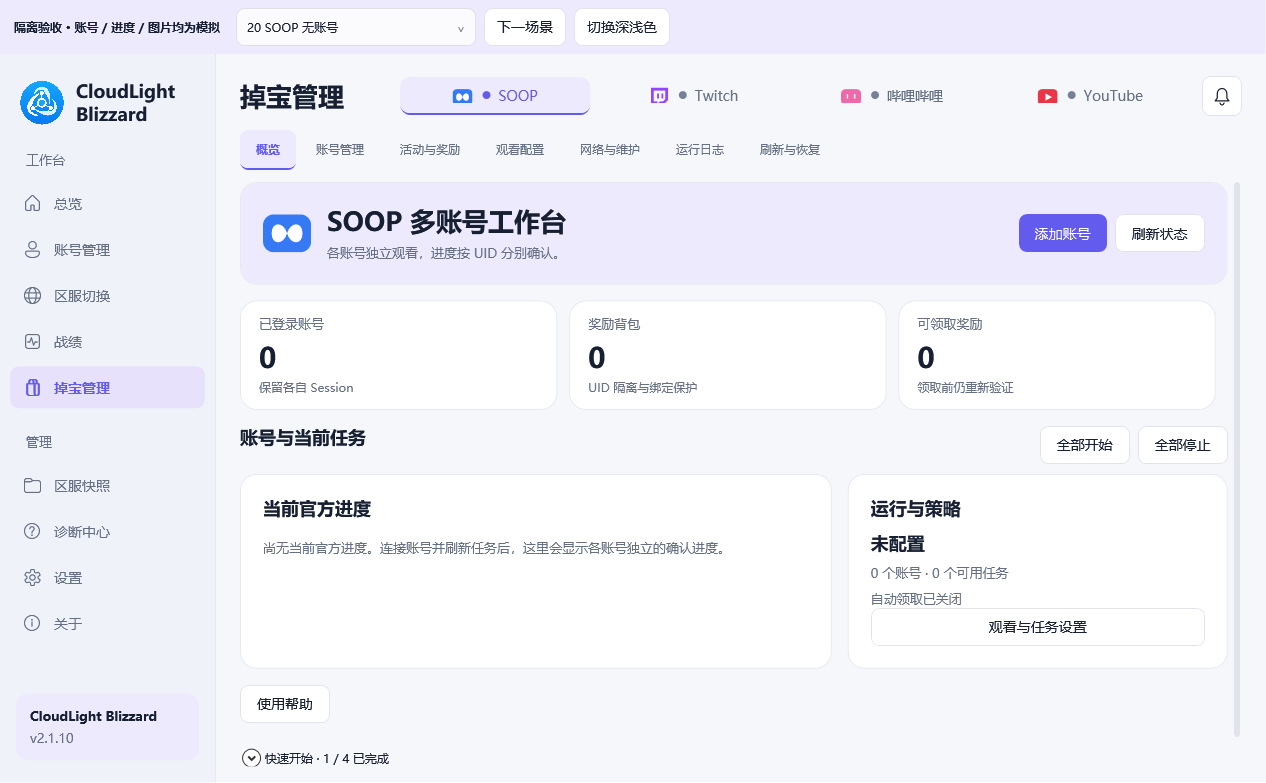 隔离验收 • 账号 / 进度 / 图片均为模拟
20 SOOP 无账号
下一场景
切换深浅色
CloudLight
Blizzard
工作台
总览
账号管理
区服切换
战绩
掉宝管理
管理
区服快照
诊断中心
设置
关于
CloudLight Blizzard
v2.1.10
掉宝管理
SOOP
Twitch
哔哩哔哩
YouTube
概览
账号管理
活动与奖励
观看配置
网络与维护
运行日志
刷新与恢复
SOOP 多账号工作台
各账号独立观看，进度按 UID 分别确认。
添加账号
刷新状态
已登录账号
0
保留各自 Session
奖励背包
0
UID 隔离与绑定保护
可领取奖励
0
领取前仍重新验证
账号与当前任务
全部开始
全部停止
当前官方进度
尚无当前官方进度。连接账号并刷新任务后，这里会显示各账号独立的确认进度。
运行与策略
未配置
0 个账号 · 0 个可用任务
自动领取已关闭
观看与任务设置
使用帮助
快速开始 · 1 / 4 已完成